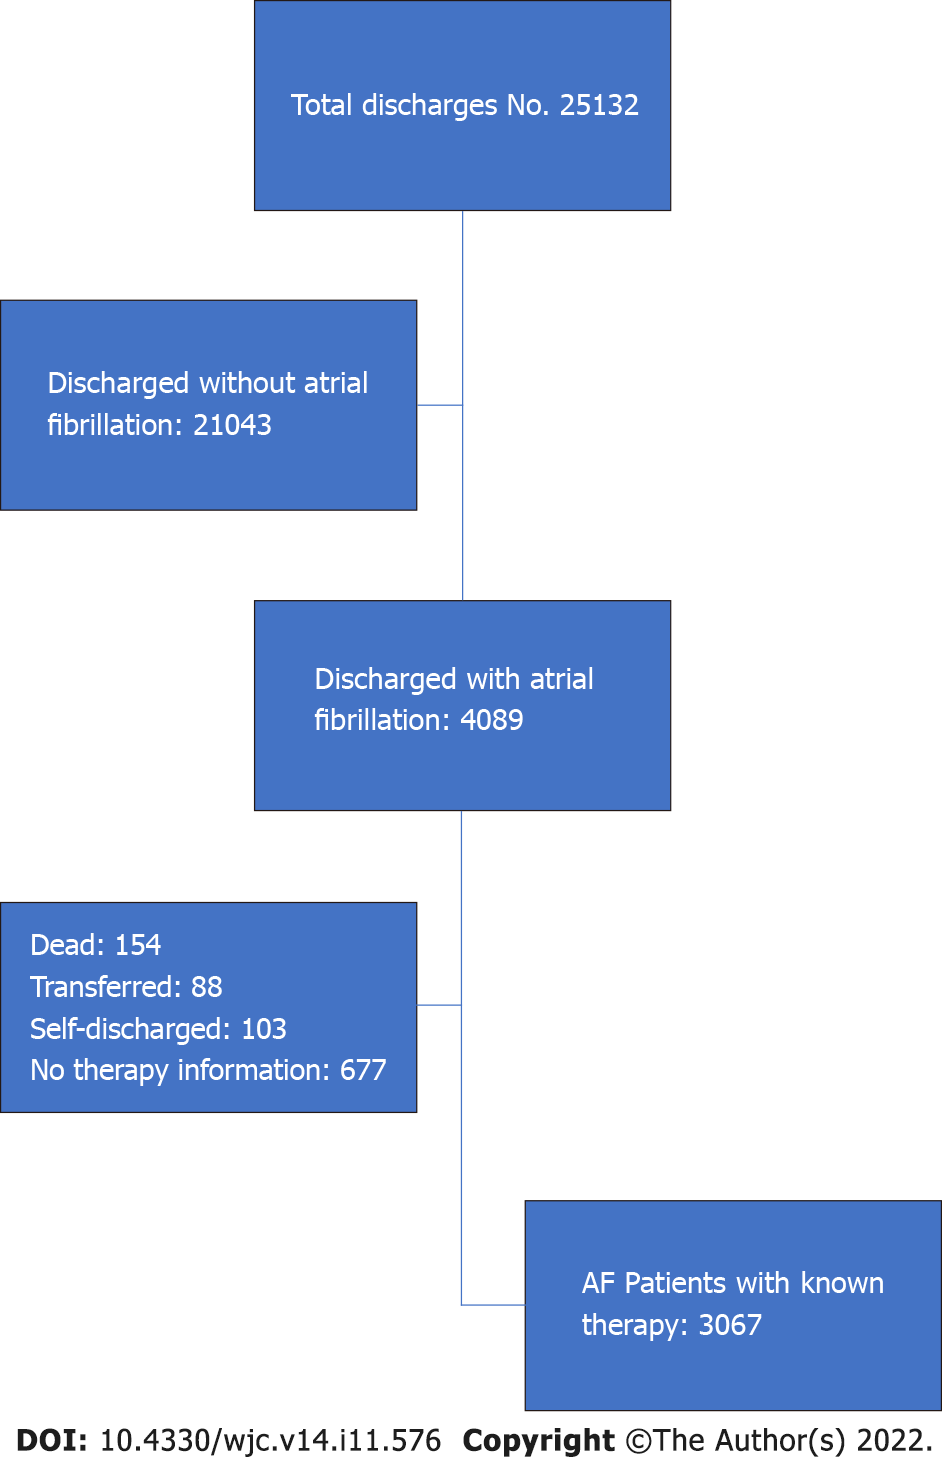 Total discharges No. 25132
Discharged without atrial
fibrillation: 21043
Discharged with atrial
fibrillation: 4089
Dead: 154
Transferred: 88
Self-discharged: 103
No therapy information: 677
AF Patients with known
therapy: 3067
DOI: 10.4330/wjc.v14.i11.576 Copyright ©The Author(s) 2022.